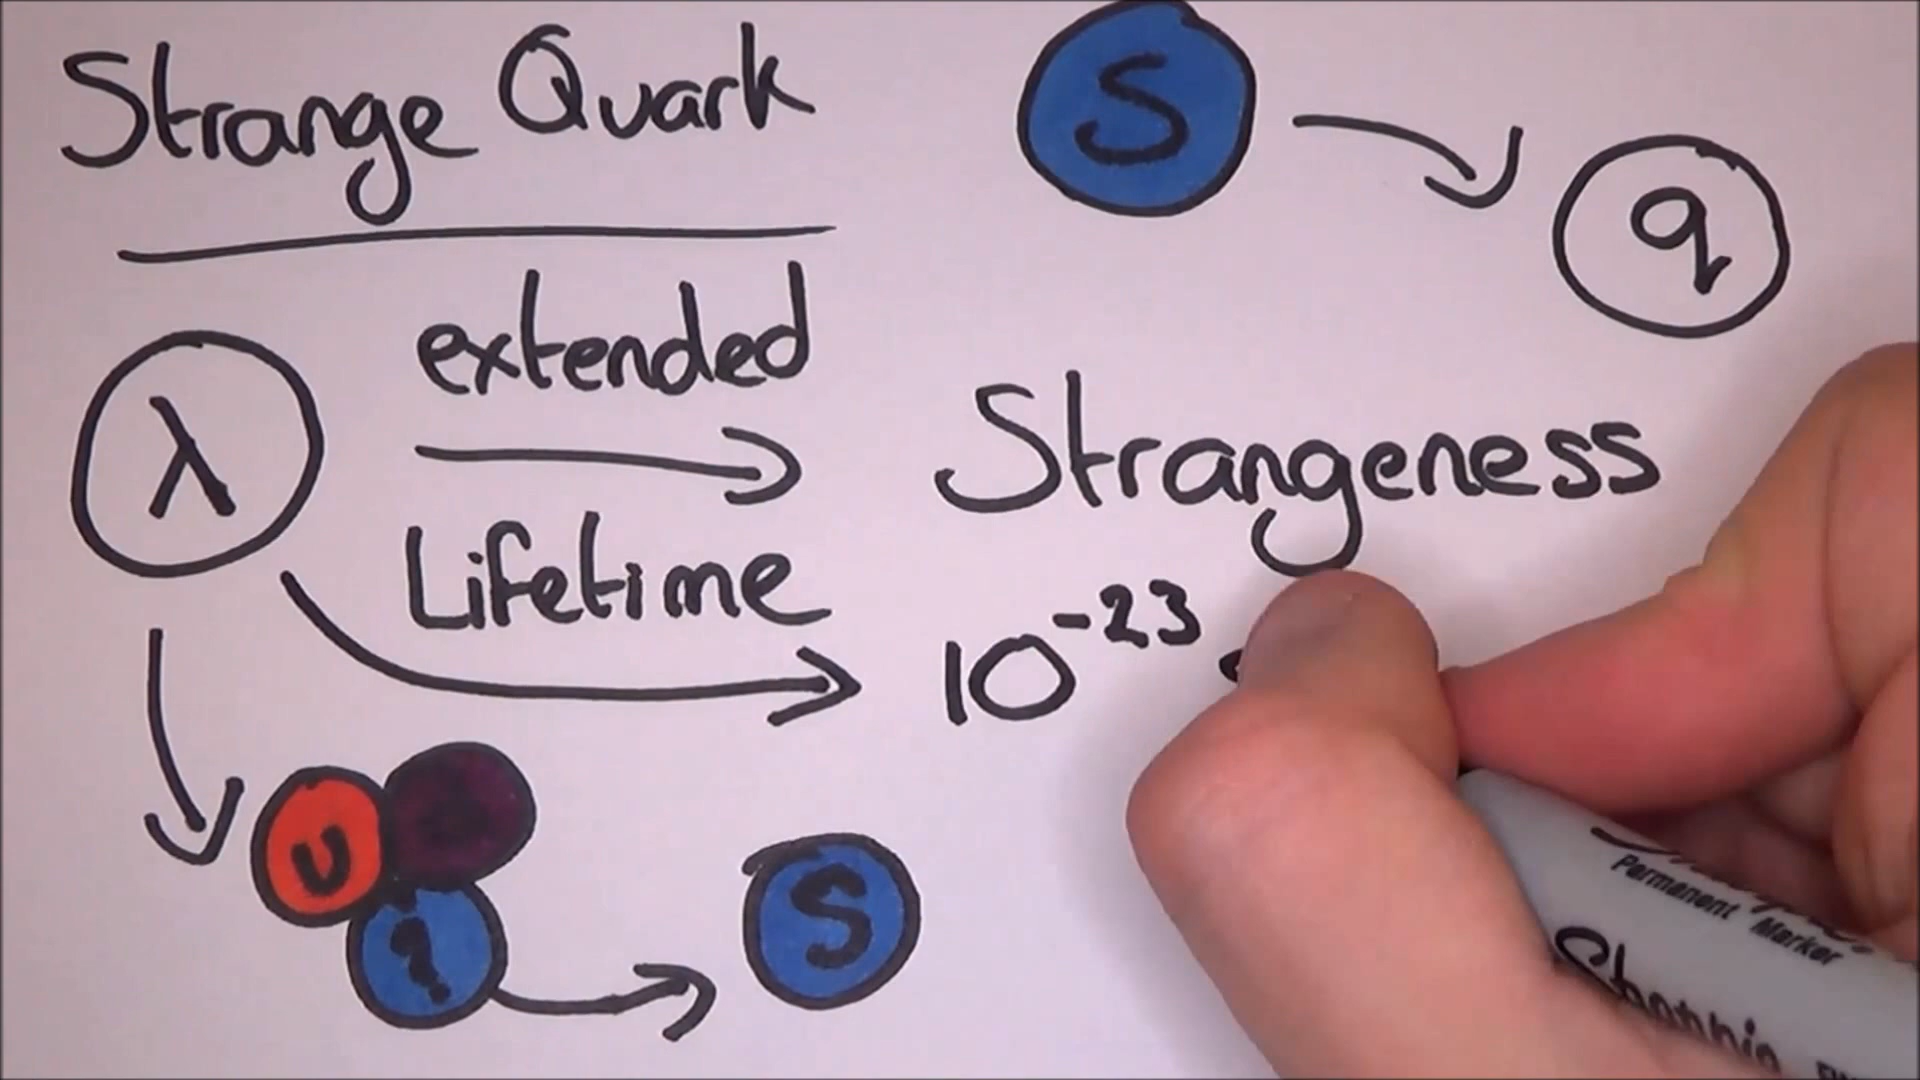 Strange Quark
S
q
extended
λ
Strangeness
Lifetime
10⁻²³
u
?
S
Permanent Marker